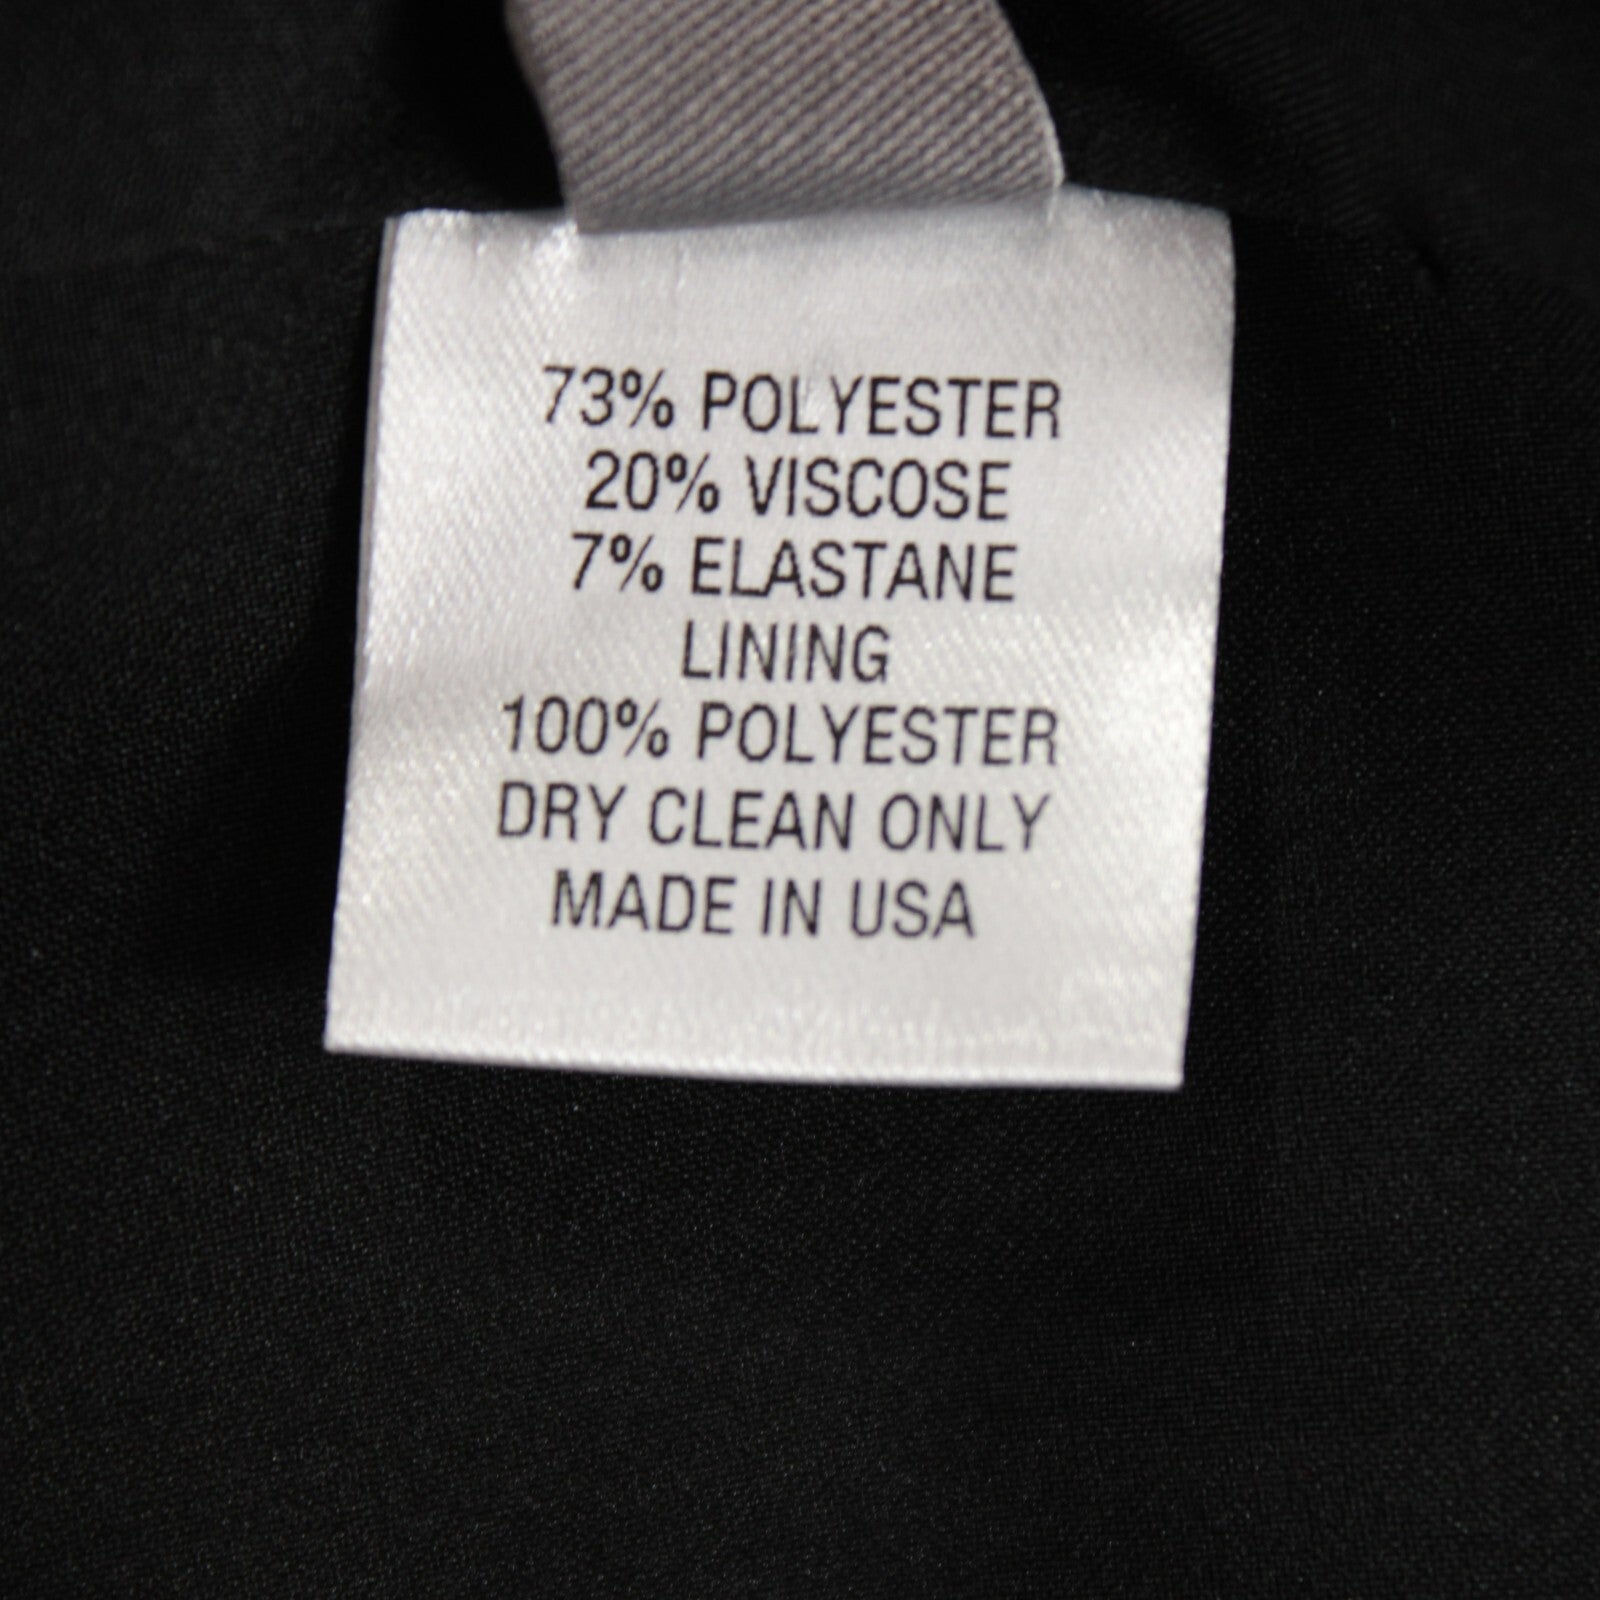 73% POLYESTER
20% VISCOSE
7% ELASTANE
LINING
100% POLYESTER
DRY CLEAN ONLY
MADE IN USA